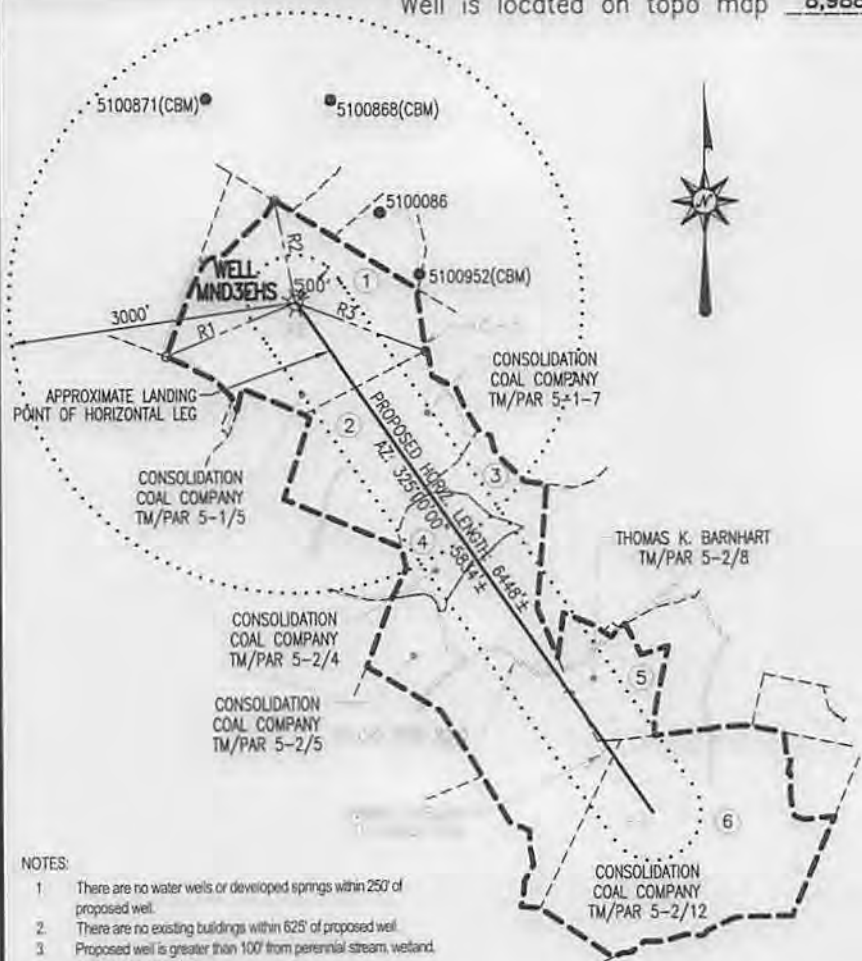 Well is located on topo map
5100871(CBM)
5100868(CBM)
5100086
5100952(CBM)
N
R2
WELL
MND3EHS
500'
1
3000'
R1
R3
APPROXIMATE LANDING
POINT OF HORIZONTAL LEG
CONSOLIDATION
COAL COMPANY
TM/PAR 5-1-7
2
PROPOSED HORIZ. LENGTH 6448'±
AZ: 325°00'00"
3
CONSOLIDATION
COAL COMPANY
TM/PAR 5-1/5
4
THOMAS K. BARNHART
TM/PAR 5-2/8
CONSOLIDATION
COAL COMPANY
TM/PAR 5-2/4
5
CONSOLIDATION
COAL COMPANY
TM/PAR 5-2/5
6
CONSOLIDATION
COAL COMPANY
TM/PAR 5-2/12
NOTES:
1 There are no water wells or developed springs within 250' of
proposed well.
2. There are no existing buildings within 625' of proposed well.
3 Proposed well is greater than 100' from perennial stream, wetland,